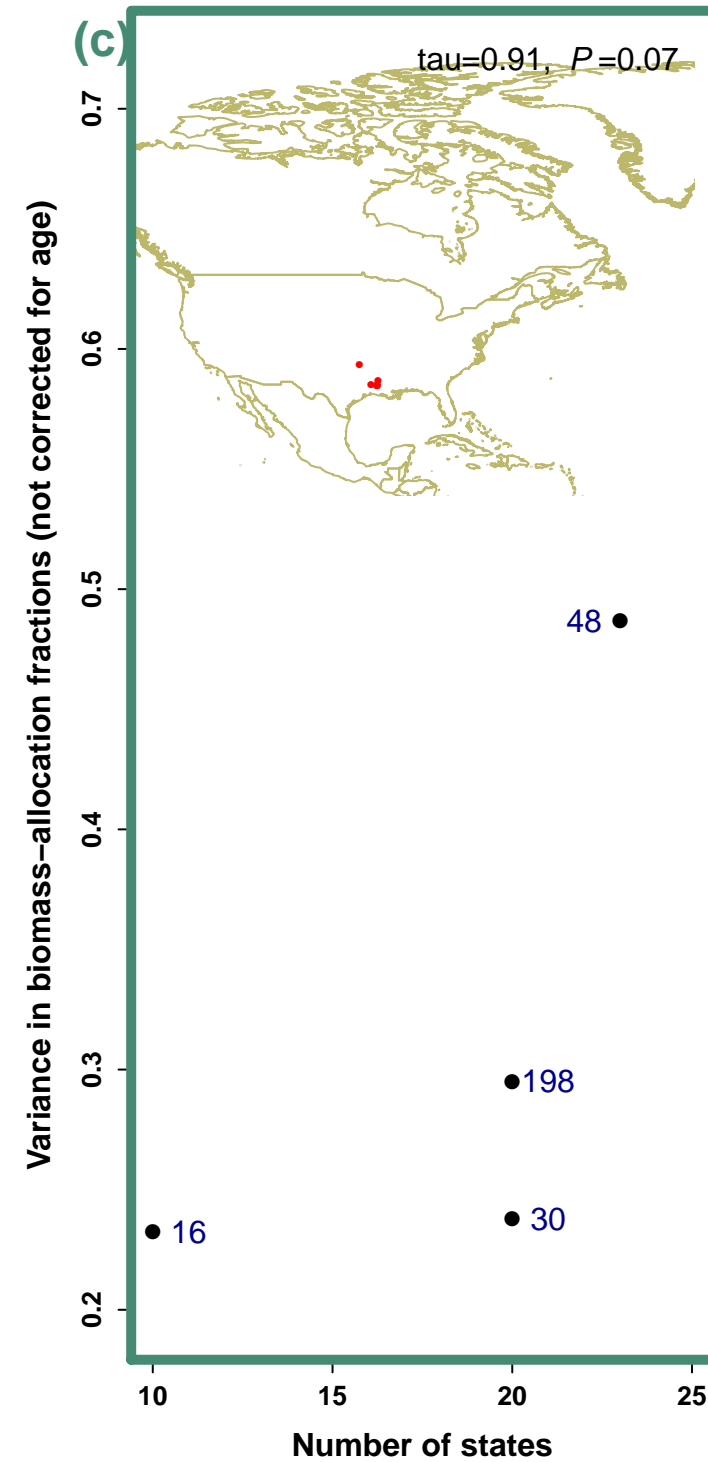 (c)
tau=0.91, P=0.07
0.7
0.6
0.5
0.4
0.3
0.2
Variance in biomass−allocation fractions (not corrected for age)
48
198
30
16
10 15 20 25
Number of states